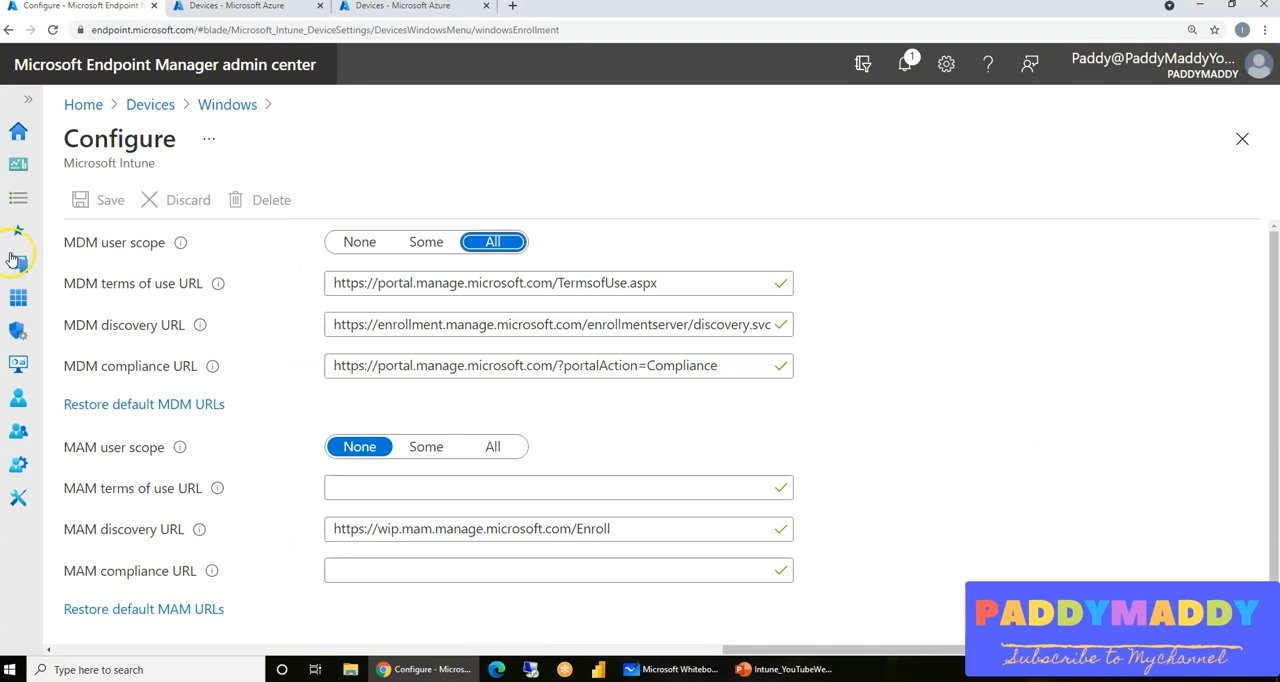 Configure - Microsoft Endpoint M
Devices - Microsoft Azure
Devices - Microsoft Azure
endpoint.microsoft.com/#blade/Microsoft_Intune_DeviceSettings/DevicesWindowsMenu/windowsEnrollment
Microsoft Endpoint Manager admin center
1
Paddy@PaddyMaddyYo...
PADDYMADDY
Home > Devices > Windows >
Configure ...
Microsoft Intune
Save Discard Delete
MDM user scope None Some All
MDM terms of use URL https://portal.manage.microsoft.com/TermsofUse.aspx
MDM discovery URL https://enrollment.manage.microsoft.com/enrollmentserver/discovery.svc
MDM compliance URL https://portal.manage.microsoft.com/?portalAction=Compliance
Restore default MDM URLs
MAM user scope None Some All
MAM terms of use URL
MAM discovery URL https://wip.mam.manage.microsoft.com/Enroll
MAM compliance URL
Restore default MAM URLs
PADDYMADDY
Subscribe to Mychannel
Type here to search
Configure - Micros...
Microsoft Whitebo...
Intune_YouTubeWe...